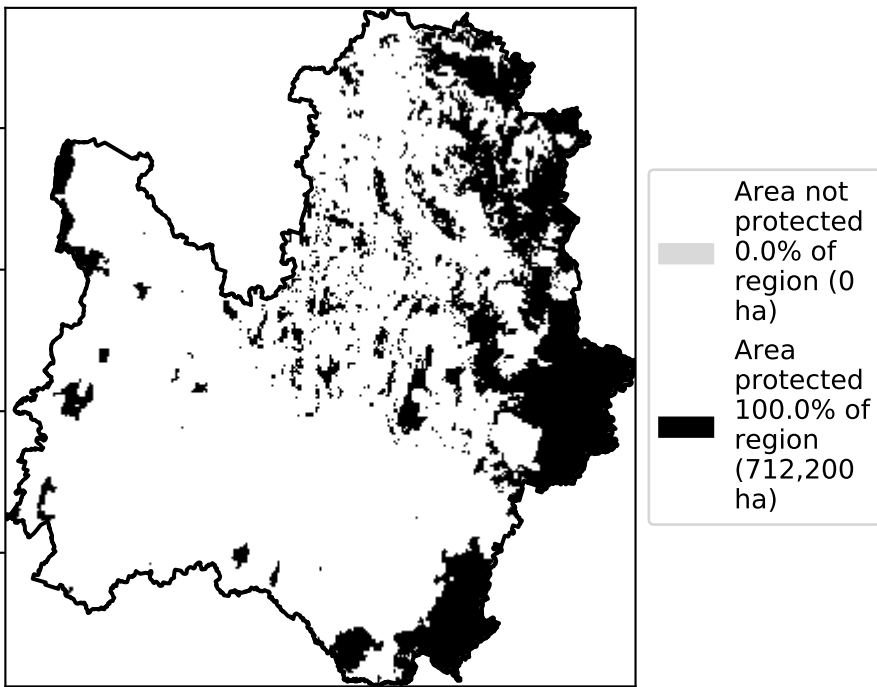 Area not
protected
0.0% of
region (0
ha)
Area
protected
100.0% of
region
(712,200
ha)